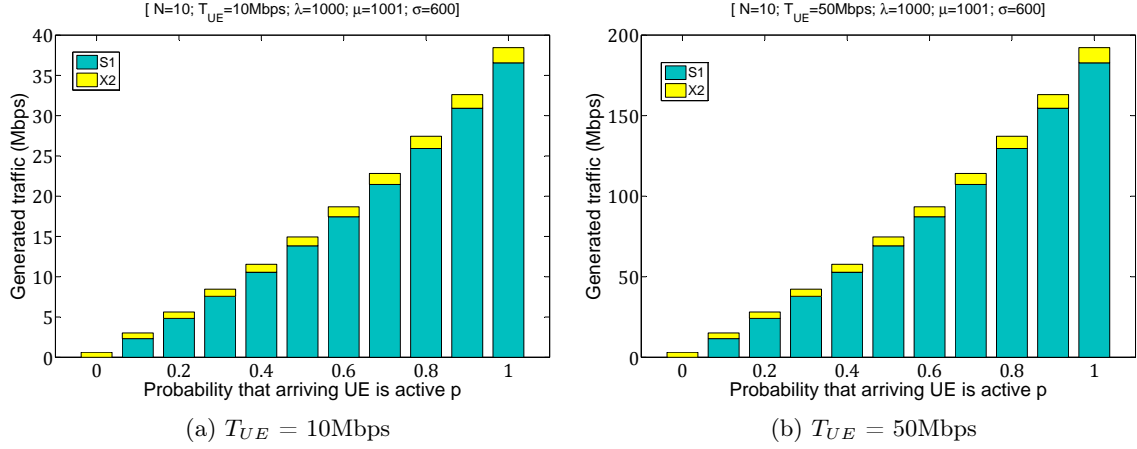 [ N=10; T_UE=10Mbps; λ=1000; μ=1001; σ=600]
40
35
30
25
20
15
10
5
0
Generated traffic (Mbps)
S1
X2
0 0.2 0.4 0.6 0.8 1
Probability that arriving UE is active p
(a) T_UE = 10Mbps
[ N=10; T_UE=50Mbps; λ=1000; μ=1001; σ=600]
200
150
100
50
0
Generated traffic (Mbps)
S1
X2
0 0.2 0.4 0.6 0.8 1
Probability that arriving UE is active p
(b) T_UE = 50Mbps